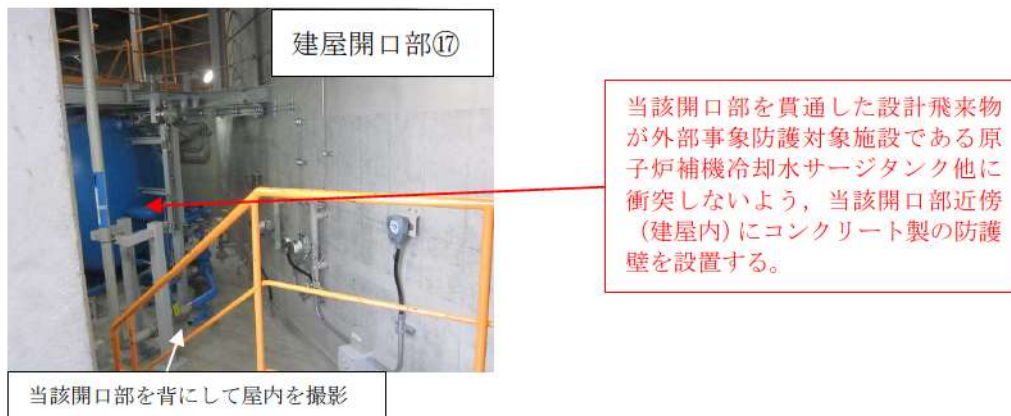 建屋開口部⑰
当該開口部を貫通した設計飛来物
が外部事象防護対象施設である原
子炉補機冷却水サージタンク他に
衝突しないよう，当該開口部近傍
（建屋内）にコンクリート製の防護
壁を設置する。
当該開口部を背にして屋内を撮影